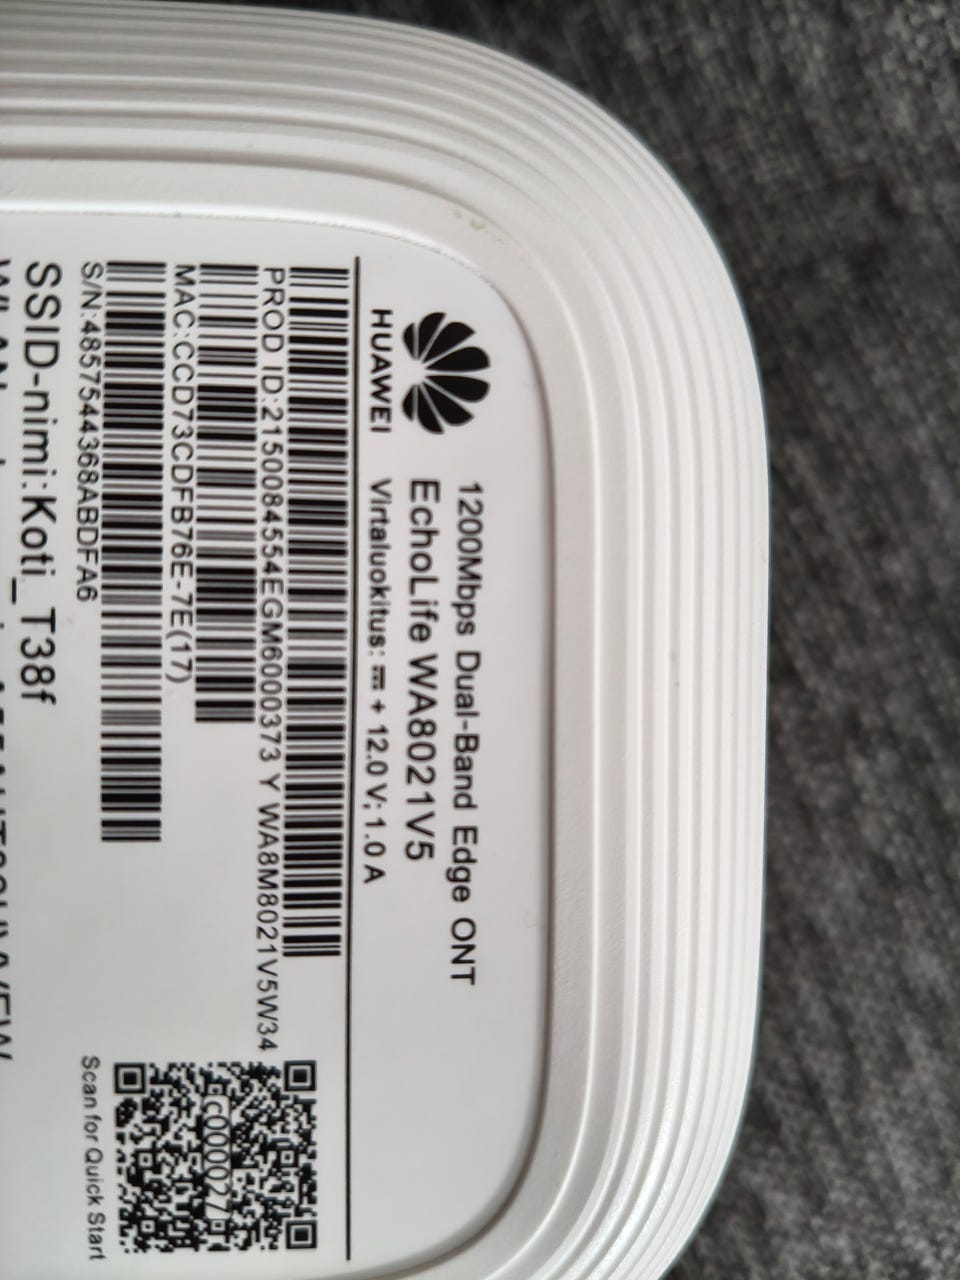 HUAWEI
1200Mbps Dual-Band Edge ONT
EchoLife WA8021V5
Virtaluokitus: ⎓ + 12.0 V; 1.0 A
PROD ID:2150084554EGM6000373 Y WA8M8021V5W34
MAC:CCD73CDFB76E-7E(17)
S/N:4857544368ABDFA6
c000027
Scan for Quick Start
SSID-nimi:Koti_T38f